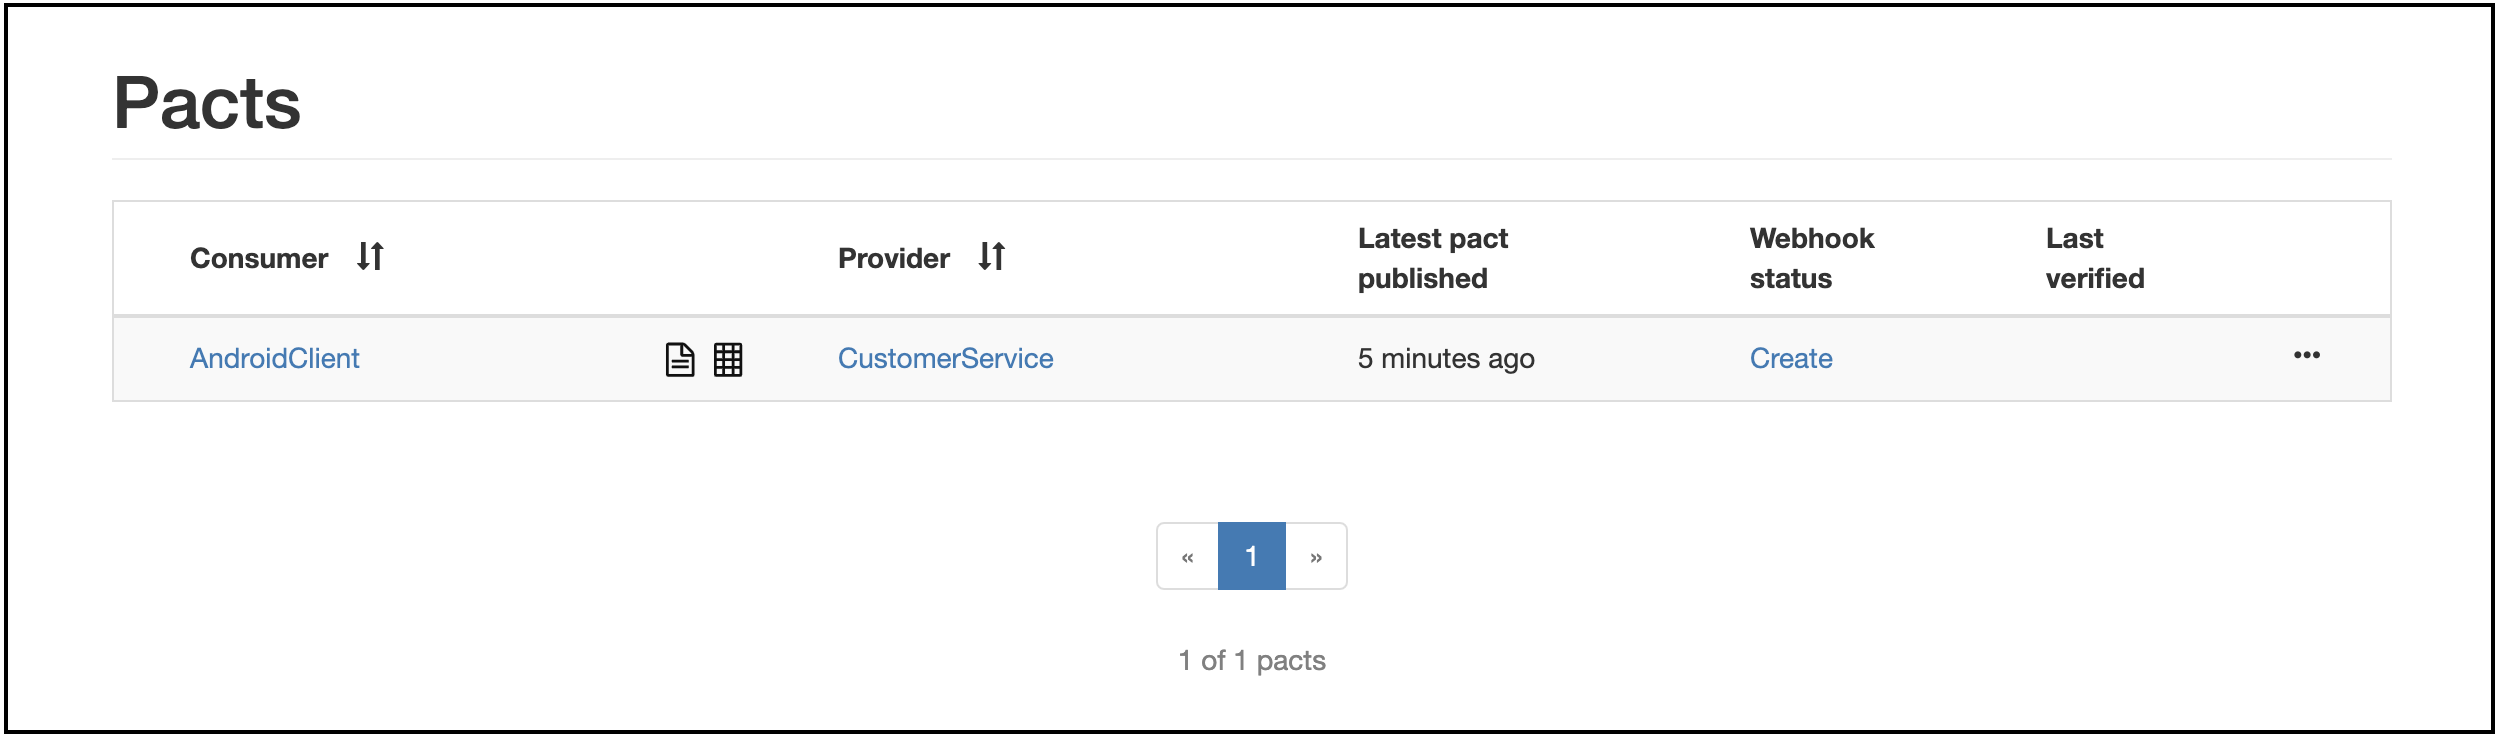 Pacts
Consumer
Provider
Latest pact
published
Webhook
status
Last
verified
AndroidClient
CustomerService
5 minutes ago
Create
•••
« 1 »
1 of 1 pacts